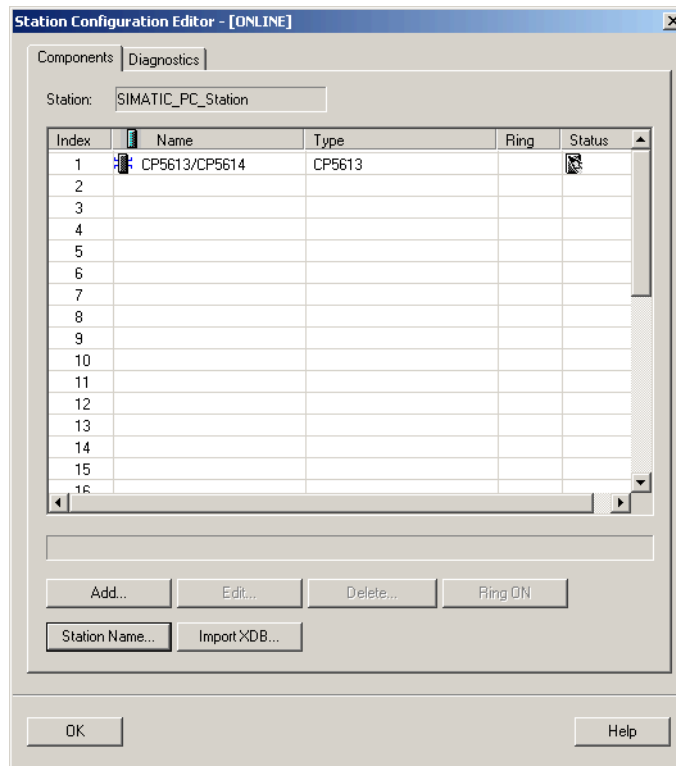 Station Configuration Editor - [ONLINE]
Components Diagnostics
Station: SIMATIC_PC_Station
Index Name Type Ring Status
1 CP5613/CP5614 CP5613
2
3
4
5
6
7
8
9
10
11
12
13
14
15
16
Add... Edit... Delete... Ring ON
Station Name... Import XDB...
OK Help